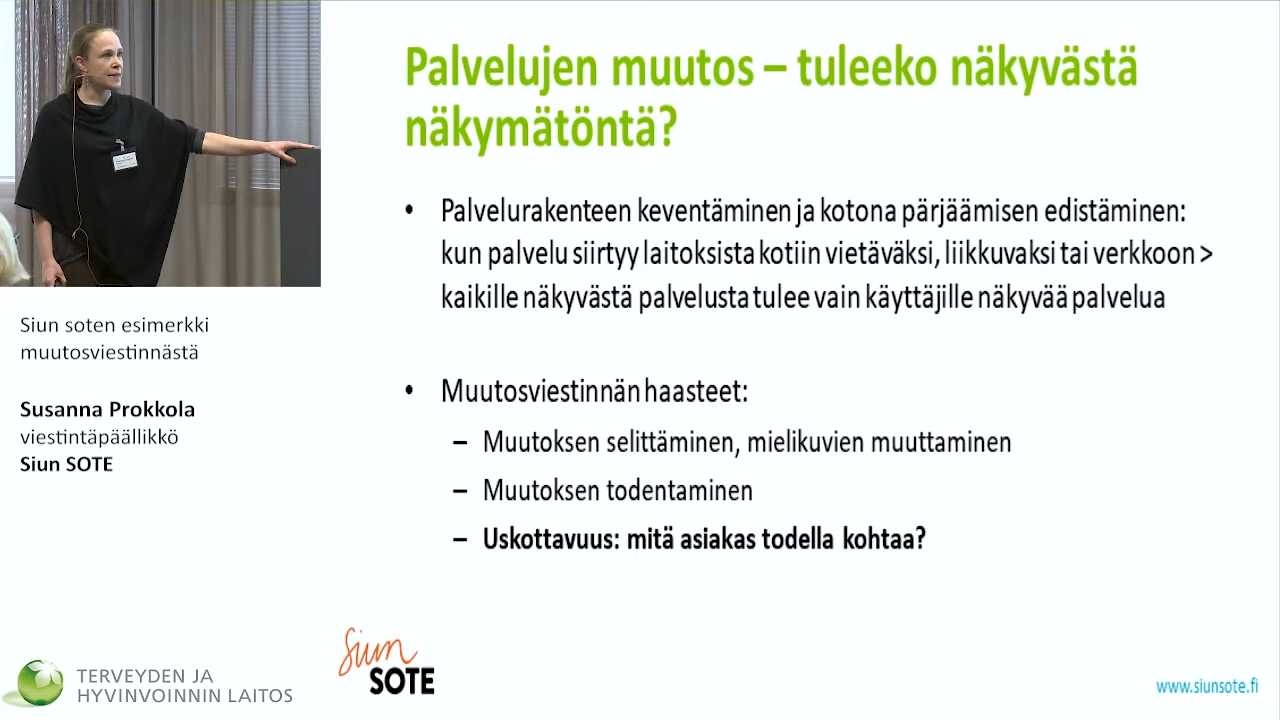 Palvelujen muutos – tuleeko näkyvästä
näkymätöntä?
• Palvelurakenteen keventäminen ja kotona pärjäämisen edistäminen:
kun palvelu siirtyy laitoksista kotiin vietäväksi, liikkuvaksi tai verkkoon >
kaikille näkyvästä palvelusta tulee vain käyttäjille näkyvää palvelua
• Muutosviestinnän haasteet:
– Muutoksen selittäminen, mielikuvien muuttaminen
– Muutoksen todentaminen
– Uskottavuus: mitä asiakas todella kohtaa?
Siun soten esimerkki
muutosviestinnästä
Susanna Prokkola
viestintäpäällikkö
Siun SOTE
TERVEYDEN JA
HYVINVOINNIN LAITOS
Siun
SOTE
www.siunsote.fi